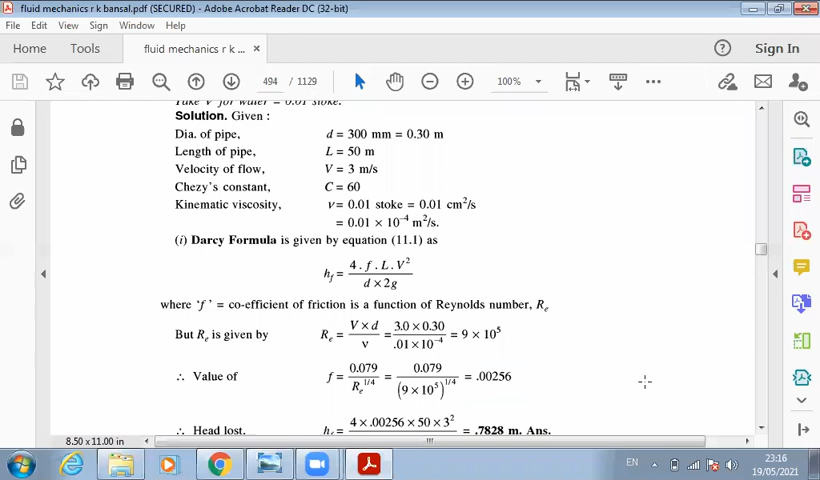 fluid mechanics r k bansal.pdf (SECURED) - Adobe Acrobat Reader DC (32-bit)
File Edit View Sign Window Help
Home Tools fluid mechanics r k ... × Sign In
494 / 1129 100%
Take ν for water = 0.01 stoke.
Solution. Given :
Dia. of pipe, d = 300 mm = 0.30 m
Length of pipe, L = 50 m
Velocity of flow, V = 3 m/s
Chezy's constant, C = 60
Kinematic viscosity, ν = 0.01 stoke = 0.01 cm²/s
= 0.01 × 10⁻⁴ m²/s.
(i) Darcy Formula is given by equation (11.1) as
h_f = 4 . f . L . V² / d × 2g
where 'f' = co-efficient of friction is a function of Reynolds number, R_e
But R_e is given by R_e = V × d / ν = 3.0 × 0.30 / .01 × 10⁻⁴ = 9 × 10⁵
∴ Value of f = 0.079 / R_e^1/4 = 0.079 / (9 × 10⁵)^1/4 = .00256
∴ Head lost, h_f = 4 × .00256 × 50 × 3² = .7828 m. Ans.
8.50 x 11.00 in
EN 23:16
19/05/2021